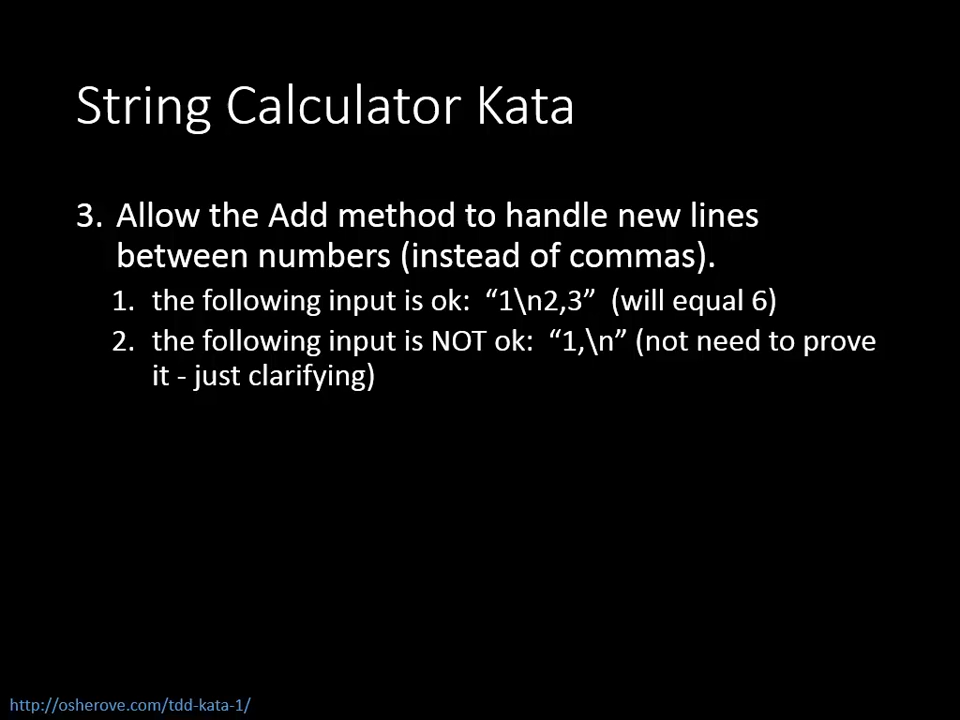 String Calculator Kata
3. Allow the Add method to handle new lines
between numbers (instead of commas).
1. the following input is ok:  “1\n2,3”  (will equal 6)
2. the following input is NOT ok:  “1,\n” (not need to prove
it - just clarifying)
http://osherove.com/tdd-kata-1/